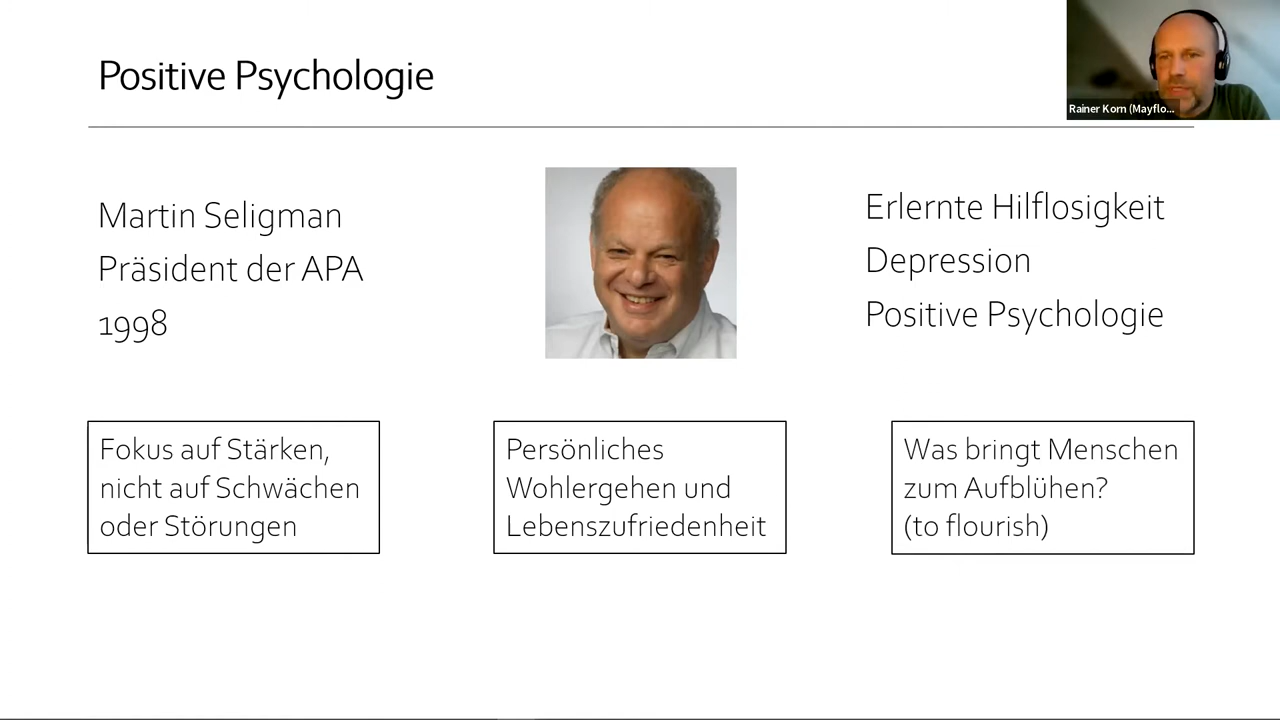 Positive Psychologie
Rainer Korn (Mayflo...
Martin Seligman
Präsident der APA
1998
Erlernte Hilflosigkeit
Depression
Positive Psychologie
Fokus auf Stärken,
nicht auf Schwächen
oder Störungen
Persönliches
Wohlergehen und
Lebenszufriedenheit
Was bringt Menschen
zum Aufblühen?
(to flourish)